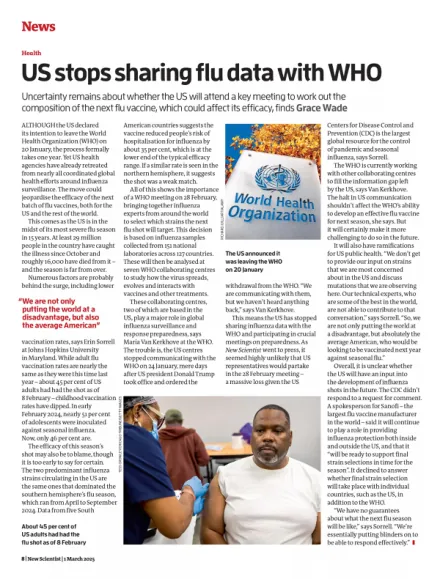 News
Health
US stops sharing flu data with WHO
Uncertainty remains about whether the US will attend a key meeting to work out the
composition of the next flu vaccine, which could affect its efficacy, finds Grace Wade
ALTHOUGH the US declared
its intention to leave the World
Health Organization (WHO) on
20 January, the process formally
takes one year. Yet US health
agencies have already retreated
from nearly all coordinated global
health efforts around influenza
surveillance. The move could
jeopardise the efficacy of the next
batch of flu vaccines, both for the
US and the rest of the world.
This comes as the US is in the
midst of its most severe flu season
in 15 years. At least 29 million
people in the country have caught
the illness since October and
roughly 16,000 have died from it –
and the season is far from over.
Numerous factors are probably
behind the surge, including lower
"We are not only
putting the world at a
disadvantage, but also
the average American"
vaccination rates, says Erin Sorrell
at Johns Hopkins University
in Maryland. While adult flu
vaccination rates are nearly the
same as they were this time last
year – about 45 per cent of US
adults had had the shot as of
8 February – childhood vaccination
rates have dipped. In early
February 2024, nearly 51 per cent
of adolescents were inoculated
against seasonal influenza.
Now, only 46 per cent are.
The efficacy of this season's
shot may also be to blame, though
it is too early to say for certain.
The two predominant influenza
strains circulating in the US are
the same ones that dominated the
southern hemisphere's flu season,
which ran from April to September
2024. Data from five South
About 45 per cent of
US adults had had the
flu shot as of 8 February
American countries suggests the
vaccine reduced people's risk of
hospitalisation for influenza by
about 35 per cent, which is at the
lower end of the typical efficacy
range. If a similar rate is seen in the
northern hemisphere, it suggests
the shot was a weak match.
All of this shows the importance
of a WHO meeting on 28 February,
bringing together influenza
experts from around the world
to select which strains the next
flu shot will target. This decision
is based on influenza samples
collected from 151 national
laboratories across 127 countries.
These will then be analysed at
seven WHO collaborating centres
to study how the virus spreads,
evolves and interacts with
vaccines and other treatments.
These collaborating centres,
two of which are based in the
US, play a major role in global
influenza surveillance and
response preparedness, says
Maria Van Kerkhove at the WHO.
The trouble is, the US centres
stopped communicating with the
WHO on 24 January, mere days
after US president Donald Trump
took office and ordered the
World Health
Organization
The US announced it
was leaving the WHO
on 20 January
withdrawal from the WHO. "We
are communicating with them,
but we haven't heard anything
back," says Van Kerkhove.
This means the US has stopped
sharing influenza data with the
WHO and participating in crucial
meetings on preparedness. As
New Scientist went to press, it
seemed highly unlikely that US
representatives would partake
in the 28 February meeting –
a massive loss given the US
Centers for Disease Control and
Prevention (CDC) is the largest
global resource for the control
of pandemic and seasonal
influenza, says Sorrell.
The WHO is currently working
with other collaborating centres
to fill the information gap left
by the US, says Van Kerkhove.
The halt in US communication
shouldn't affect the WHO's ability
to develop an effective flu vaccine
for next season, she says. But
it will certainly make it more
challenging to do so in the future.
It will also have ramifications
for US public health. "We don't get
to provide our input on strains
that we are most concerned
about in the US and discuss
mutations that we are observing
here. Our technical experts, who
are some of the best in the world,
are not able to contribute to that
conversation," says Sorrell. "So, we
are not only putting the world at
a disadvantage, but absolutely the
average American, who would be
looking to be vaccinated next year
against seasonal flu."
Overall, it is unclear whether
the US will have an input into
the development of influenza
shots in the future. The CDC didn't
respond to a request for comment.
A spokesperson for Sanofi – the
largest flu vaccine manufacturer
in the world – said it will continue
to play a role in providing
influenza protection both inside
and outside the US, and that it
"will be ready to support final
strain selections in time for the
season". It declined to answer
whether final strain selection
will take place with individual
countries, such as the US, in
addition to the WHO.
"We have no guarantees
about what the next flu season
will be like," says Sorrell. "We're
essentially putting blinders on to
be able to respond effectively."
8 | New Scientist | 1 March 2025